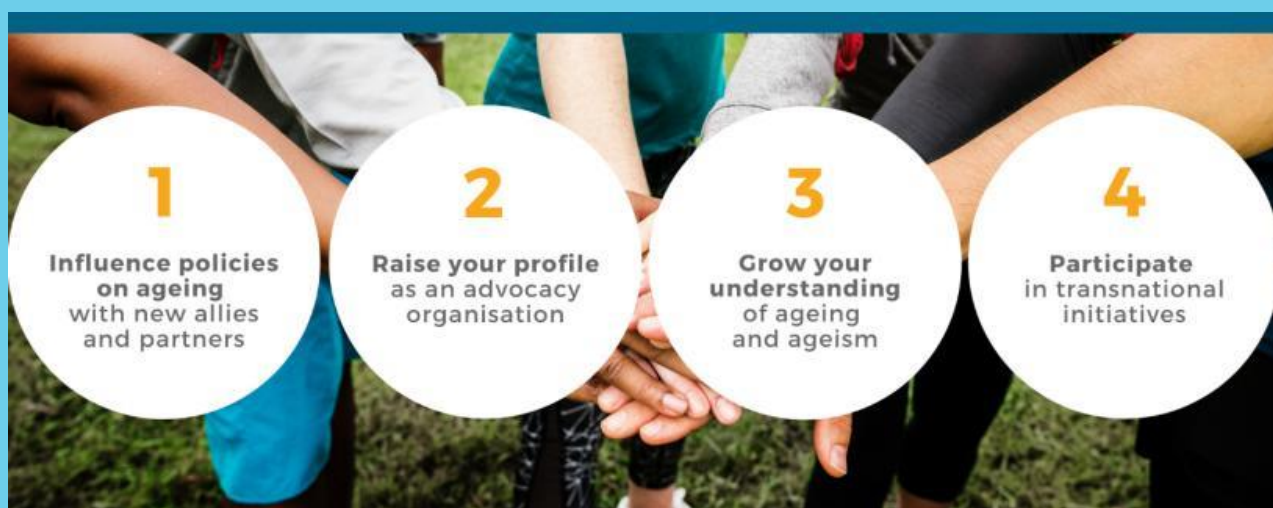 1
Influence policies
on ageing
with new allies
and partners
2
Raise your profile
as an advocacy
organisation
3
Grow your
understanding
of ageing
and ageism
4
Participate
in transnational
initiatives